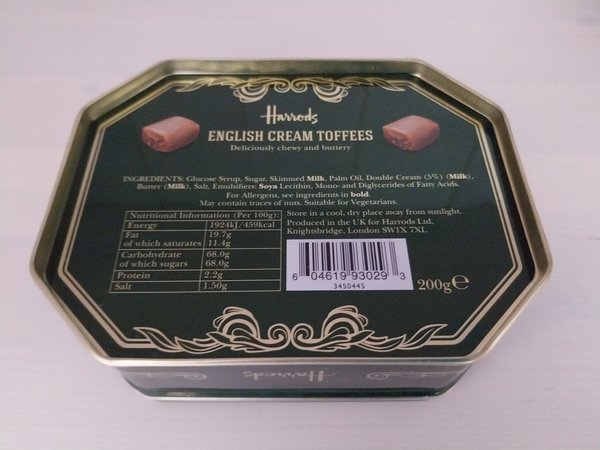 Harrods
ENGLISH CREAM TOFFEES
Deliciously chewy and buttery
INGREDIENTS: Glucose Syrup, Sugar, Skimmed Milk, Palm Oil, Double Cream (5%) (Milk),
Butter (Milk), Salt, Emulsifiers: Soya Lecithin, Mono- and Diglycerides of Fatty Acids.
For Allergens, see ingredients in bold.
May contain traces of nuts. Suitable for Vegetarians.
Nutritional Information (Per 100g):
Energy 1924kJ/459kcal
Fat 19.7g
of which saturates 11.4g
Carbohydrate 68.0g
of which sugars 68.0g
Protein 2.2g
Salt 1.50g
Store in a cool, dry place away from sunlight.
Produced in the UK for Harrods Ltd,
Knightsbridge, London SW1X 7XL
6 04619 93029 3
3450445
200g℮
Harrods